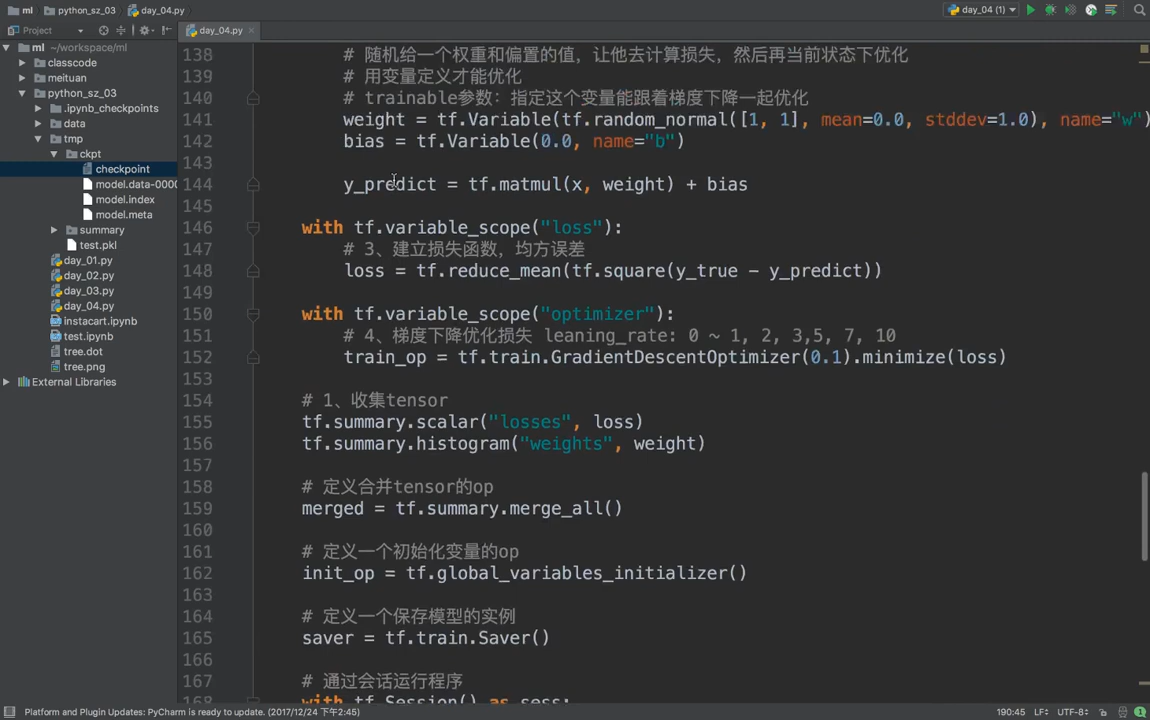 ml
python_sz_03
day_04.py
day_04 (1)
Project
day_04.py
ml ~/workspace/ml
classcode
meituan
python_sz_03
.ipynb_checkpoints
data
tmp
ckpt
checkpoint
model.data-0000
model.index
model.meta
summary
test.pkl
day_01.py
day_02.py
day_03.py
day_04.py
instacart.ipynb
test.ipynb
tree.dot
tree.png
External Libraries
138 # 随机给一个权重和偏置的值，让他去计算损失，然后再当前状态下优化
139 # 用变量定义才能优化
140 # trainable参数：指定这个变量能跟着梯度下降一起优化
141 weight = tf.Variable(tf.random_normal([1, 1], mean=0.0, stddev=1.0), name="w")
142 bias = tf.Variable(0.0, name="b")
143
144 y_predict = tf.matmul(x, weight) + bias
145
146 with tf.variable_scope("loss"):
147 # 3、建立损失函数，均方误差
148 loss = tf.reduce_mean(tf.square(y_true - y_predict))
149
150 with tf.variable_scope("optimizer"):
151 # 4、梯度下降优化损失 leaning_rate: 0 ~ 1, 2, 3,5, 7, 10
152 train_op = tf.train.GradientDescentOptimizer(0.1).minimize(loss)
153
154 # 1、收集tensor
155 tf.summary.scalar("losses", loss)
156 tf.summary.histogram("weights", weight)
157
158 # 定义合并tensor的op
159 merged = tf.summary.merge_all()
160
161 # 定义一个初始化变量的op
162 init_op = tf.global_variables_initializer()
163
164 # 定义一个保存模型的实例
165 saver = tf.train.Saver()
166
167 # 通过会话运行程序
168 with tf.Session() as sess:
Platform and Plugin Updates: PyCharm is ready to update. (2017/12/24 下午2:45)
190:45 LF÷ UTF-8÷
1